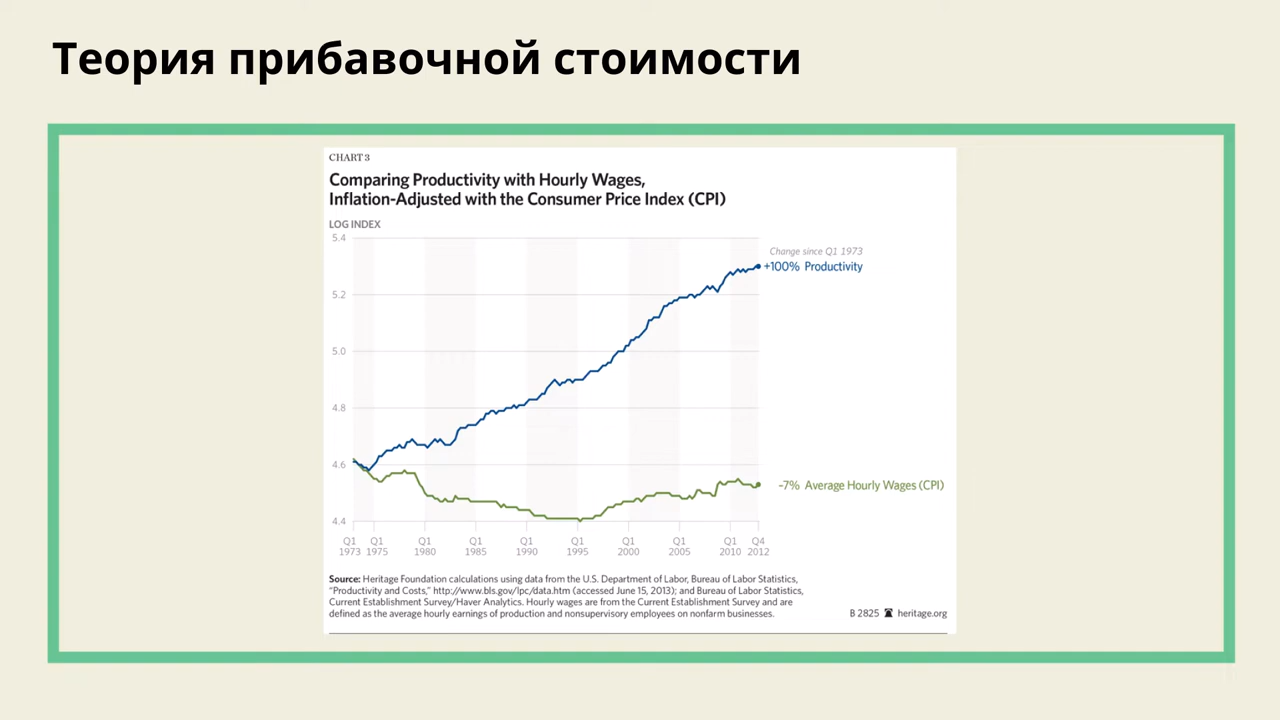 Теория прибавочной стоимости
CHART 3
Comparing Productivity with Hourly Wages,
Inflation-Adjusted with the Consumer Price Index (CPI)
LOG INDEX
5.4
Change since Q1 1973
+100% Productivity
5.2
5.0
4.8
4.6
-7% Average Hourly Wages (CPI)
4.4
Q1 Q1 Q1 Q1 Q1 Q1 Q1 Q1 Q1 Q4
1973 1975 1980 1985 1990 1995 2000 2005 2010 2012
Source: Heritage Foundation calculations using data from the U.S. Department of Labor, Bureau of Labor Statistics,
"Productivity and Costs," http://www.bls.gov/lpc/data.htm (accessed June 15, 2013); and Bureau of Labor Statistics,
Current Establishment Survey/Haver Analytics. Hourly wages are from the Current Establishment Survey and are
defined as the average hourly earnings of production and nonsupervisory employees on nonfarm businesses.
B 2825 heritage.org